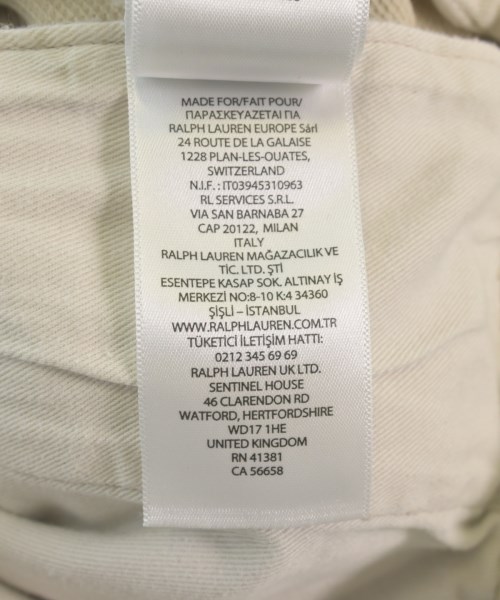 MADE FOR/FAIT POUR/
ΠΑΡΑΣΚΕΥΑΖΕΤΑΙ ΓΙΑ
RALPH LAUREN EUROPE Sàrl
24 ROUTE DE LA GALAISE
1228 PLAN-LES-OUATES,
SWITZERLAND
N.I.F. : IT03945310963
RL SERVICES S.R.L.
VIA SAN BARNABA 27
CAP 20122, MILAN
ITALY
RALPH LAUREN MAĞAZACILIK VE
TİC. LTD. ŞTİ
ESENTEPE KASAP SOK. ALTINAY İŞ
MERKEZİ NO:8-10 K:4 34360
ŞİŞLİ – İSTANBUL
WWW.RALPHLAUREN.COM.TR
TÜKETİCİ İLETİŞİM HATTI:
0212 345 69 69
RALPH LAUREN UK LTD.
SENTINEL HOUSE
46 CLARENDON RD
WATFORD, HERTFORDSHIRE
WD17 1HE
UNITED KINGDOM
RN 41381
CA 56658